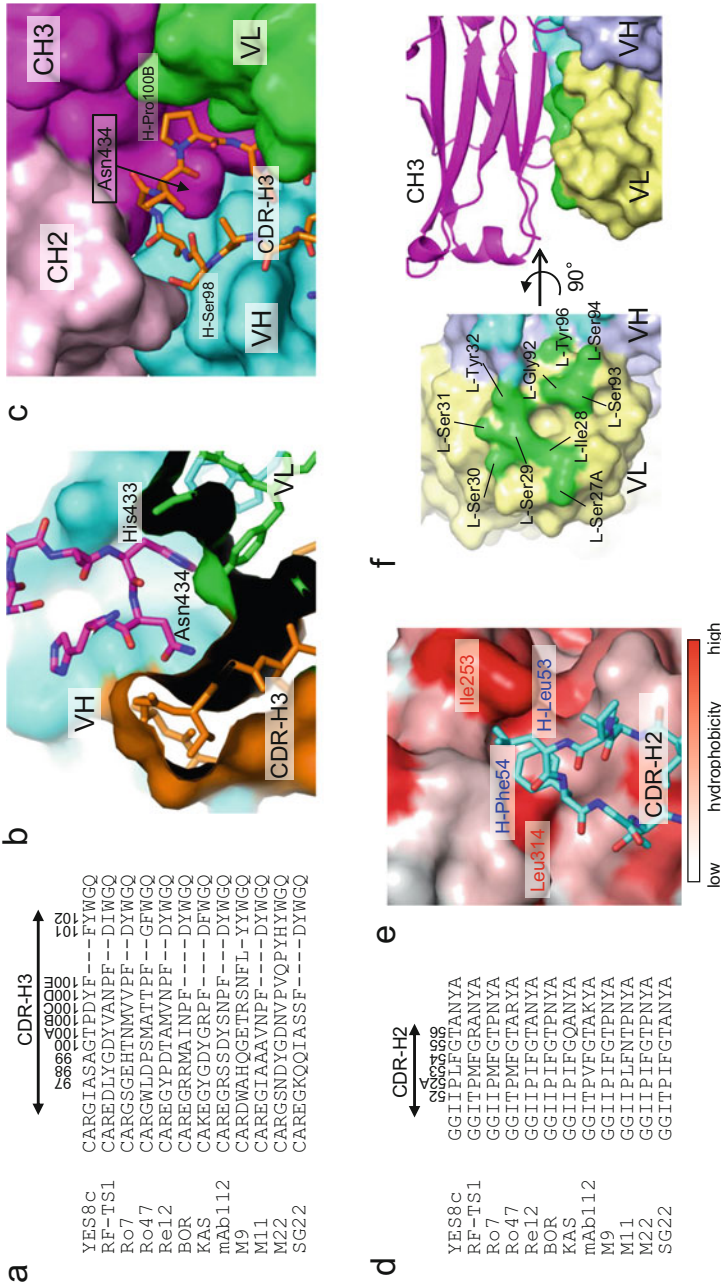 a
CDR-H3
97 98 99 100 100A 100B 100C 100D 100E 101 102
YES8c CARGIASAGTPDYF---FYWGQ
RF-TS1 CAREDLYGDYVANPF--DIWGQ
Ro7 CARGSGEHTNMVVPF--DYWGQ
Ro47 CARGWLDPSMATTPF--GFWGQ
Re12 CAREGYPDTAMVNPF--DYWGQ
BOR CAREGRRMAINPF----DYWGQ
KAS CAKEGYGDYGRPF----DFWGQ
mAb112 CAREGRSSDYSNPF---DYWGQ
M9 CARDWAHQGETRSNFL-YYWGQ
M11 CAREGIAAAVNPF----DYWGQ
M22 CARGSNDYGDNVPVQPYHYWGQ
SG22 CAREGKQQIASSF----DYWGQ
b
VH
His433
Asn434
CDR-H3
VL
c
CH2
CH3
Asn434
H-Pro100B
H-Ser98
VH
CDR-H3
VL
d
CDR-H2
52 52A 53 54 55 56
YES8c GGIIPLFGTANYA
RF-TS1 GGITPMFGRANYA
Ro7 GGIIPMFGTPNYA
Ro47 GGITPMFGTARYA
Re12 GGIIPIFGTANYA
BOR GGIIPIFGTPNYA
KAS GGIIPIFGQANYA
mAb112 GGITPVFGTAKYA
M9 GGIIPIFGTPNYA
M11 GGIIPLFNTPNYA
M22 GGIIPIFGTPNYA
SG22 GGITPIFGTANYA
e
Ile253
H-Phe54
H-Leu53
Leu314
CDR-H2
low hydrophobicity high
f
L-Ser31
L-Tyr32
L-Ser30
L-Gly92
L-Ser29
L-Tyr96
L-Ile28
L-Ser94
L-Ser27A
L-Ser93
VL
VH
90°
CH3
VL
VH